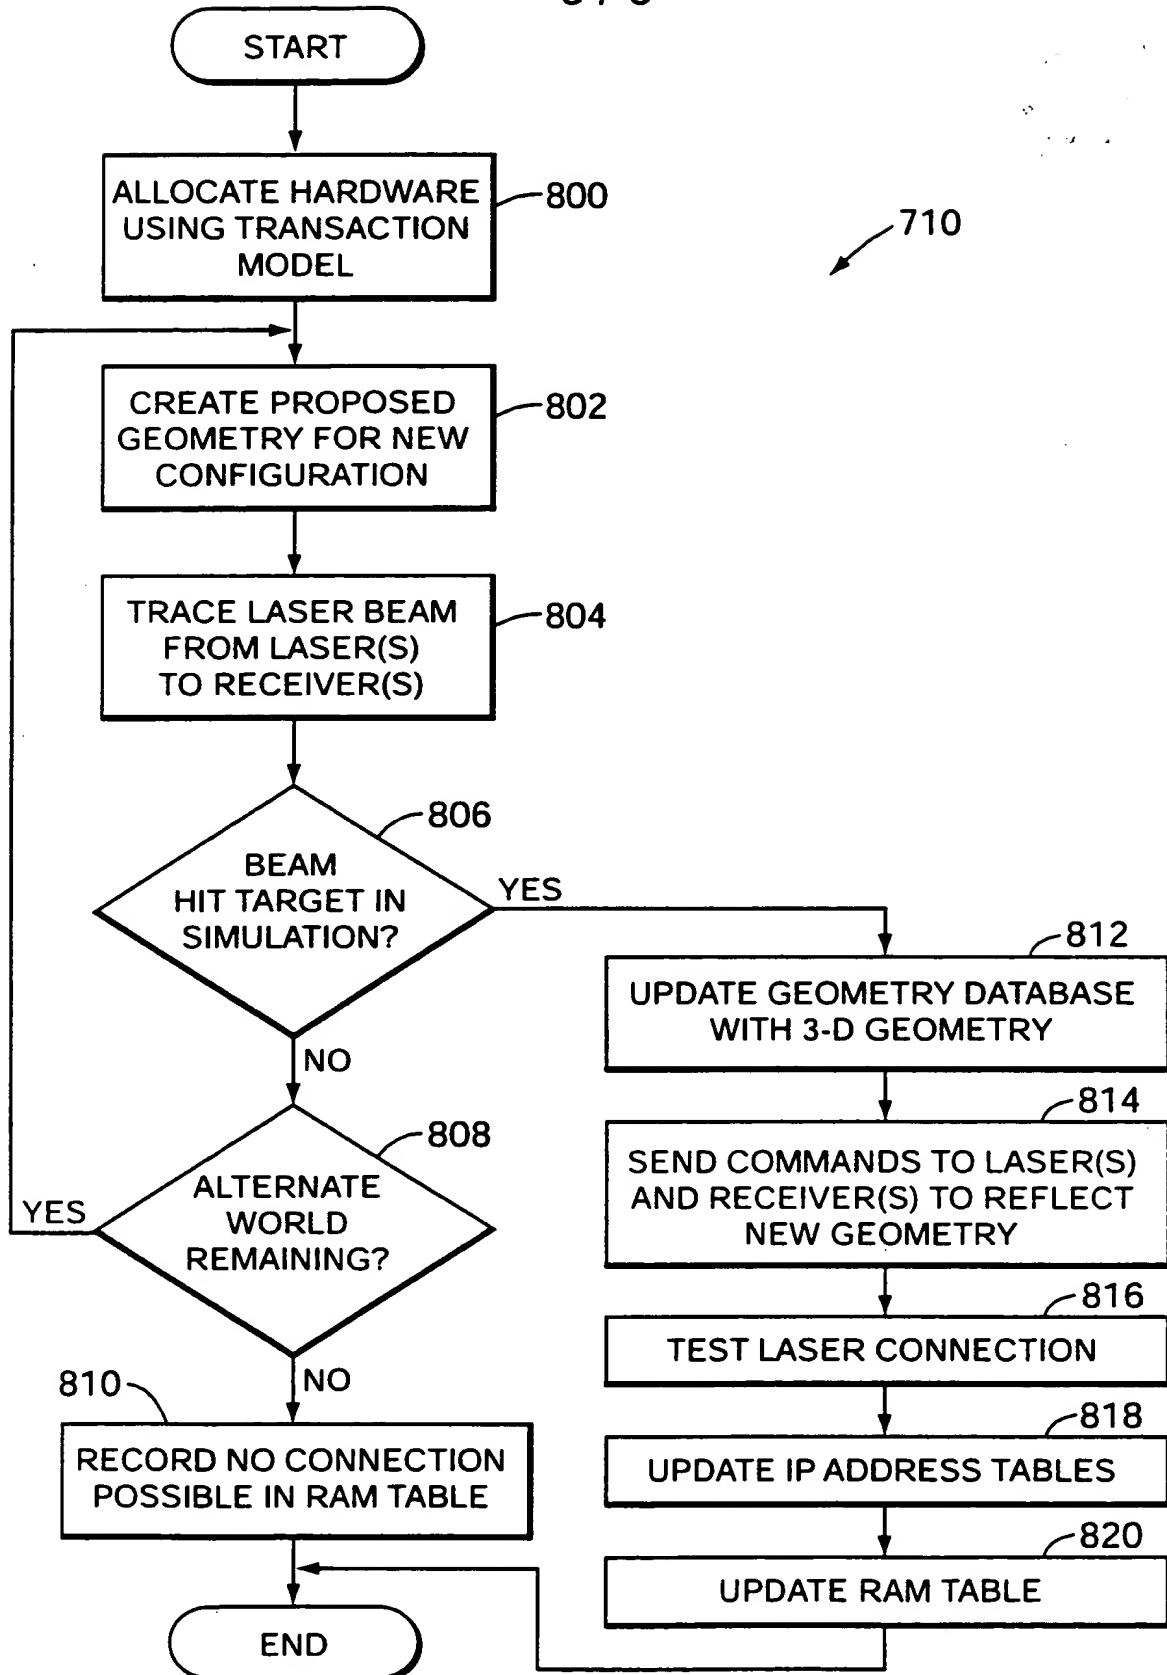 START
ALLOCATE HARDWARE
USING TRANSACTION
MODEL
800
710
CREATE PROPOSED
GEOMETRY FOR NEW
CONFIGURATION
802
TRACE LASER BEAM
FROM LASER(S)
TO RECEIVER(S)
804
806
BEAM
HIT TARGET IN
SIMULATION?
YES
NO
808
ALTERNATE
WORLD
REMAINING?
YES
NO
810
RECORD NO CONNECTION
POSSIBLE IN RAM TABLE
812
UPDATE GEOMETRY DATABASE
WITH 3-D GEOMETRY
814
SEND COMMANDS TO LASER(S)
AND RECEIVER(S) TO REFLECT
NEW GEOMETRY
816
TEST LASER CONNECTION
818
UPDATE IP ADDRESS TABLES
820
UPDATE RAM TABLE
END